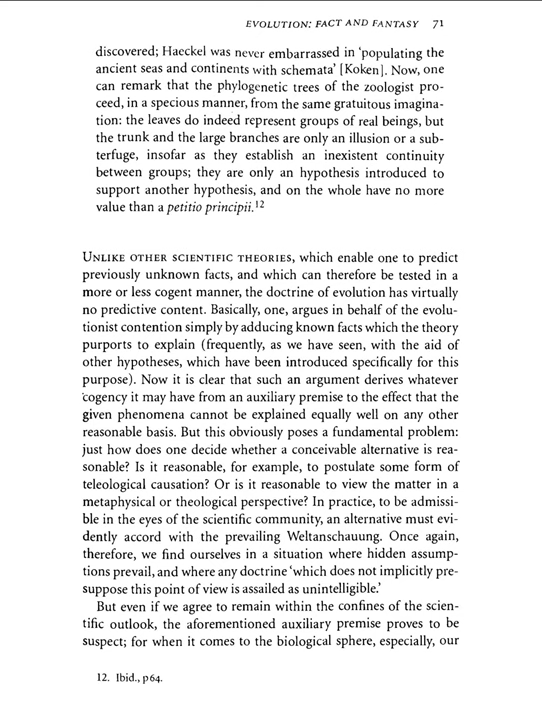 EVOLUTION: FACT AND FANTASY 71
discovered; Haeckel was never embarrassed in ‘populating the
ancient seas and continents with schemata’ [Koken]. Now, one
can remark that the phylogenetic trees of the zoologist pro-
ceed, in a specious manner, from the same gratuitous imagina-
tion: the leaves do indeed represent groups of real beings, but
the trunk and the large branches are only an illusion or a sub-
terfuge, insofar as they establish an inexistent continuity
between groups; they are only an hypothesis introduced to
support another hypothesis, and on the whole have no more
value than a petitio principii.12
UNLIKE OTHER SCIENTIFIC THEORIES, which enable one to predict
previously unknown facts, and which can therefore be tested in a
more or less cogent manner, the doctrine of evolution has virtually
no predictive content. Basically, one, argues in behalf of the evolu-
tionist contention simply by adducing known facts which the theory
purports to explain (frequently, as we have seen, with the aid of
other hypotheses, which have been introduced specifically for this
purpose). Now it is clear that such an argument derives whatever
cogency it may have from an auxiliary premise to the effect that the
given phenomena cannot be explained equally well on any other
reasonable basis. But this obviously poses a fundamental problem:
just how does one decide whether a conceivable alternative is rea-
sonable? Is it reasonable, for example, to postulate some form of
teleological causation? Or is it reasonable to view the matter in a
metaphysical or theological perspective? In practice, to be admissi-
ble in the eyes of the scientific community, an alternative must evi-
dently accord with the prevailing Weltanschauung. Once again,
therefore, we find ourselves in a situation where hidden assump-
tions prevail, and where any doctrine ‘which does not implicitly pre-
suppose this point of view is assailed as unintelligible.’
But even if we agree to remain within the confines of the scien-
tific outlook, the aforementioned auxiliary premise proves to be
suspect; for when it comes to the biological sphere, especially, our
12. Ibid., p64.